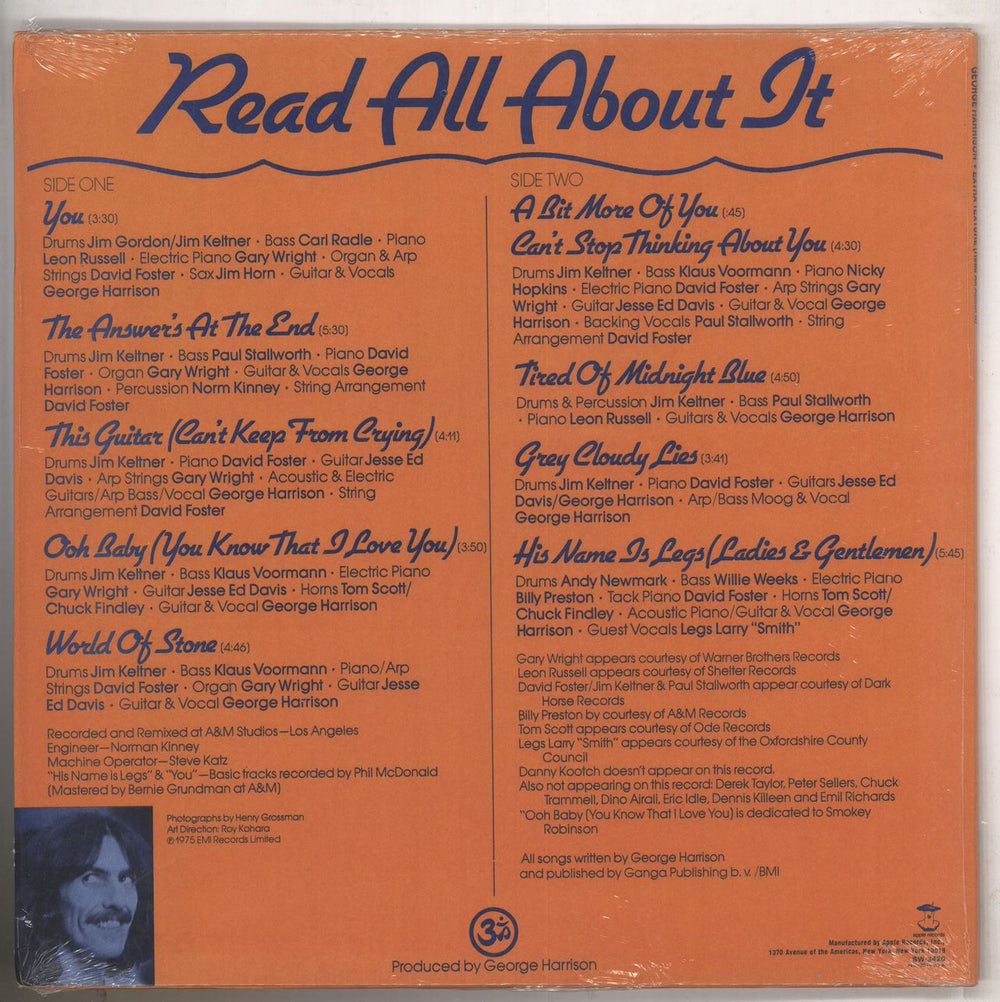 Read All About It
SIDE ONE
You (3:30)
Drums Jim Gordon/Jim Keltner • Bass Carl Radle • Piano
Leon Russell • Electric Piano Gary Wright • Organ & Arp
Strings David Foster • Sax Jim Horn • Guitar & Vocals
George Harrison
The Answer's At The End (5:30)
Drums Jim Keltner • Bass Paul Stallworth • Piano David
Foster • Organ Gary Wright • Guitar & Vocals George
Harrison • Percussion Norm Kinney • String Arrangement
David Foster
This Guitar (Can't Keep From Crying) (4:11)
Drums Jim Keltner • Piano David Foster • Guitar Jesse Ed
Davis • Arp Strings Gary Wright • Acoustic & Electric
Guitars/Arp Bass/Vocal George Harrison • String
Arrangement David Foster
Ooh Baby (You Know That I Love You) (3:50)
Drums Jim Keltner • Bass Klaus Voormann • Electric Piano
Gary Wright • Guitar Jesse Ed Davis • Horns Tom Scott/
Chuck Findley • Guitar & Vocal George Harrison
World Of Stone (4:46)
Drums Jim Keltner • Bass Klaus Voormann • Piano/Arp
Strings David Foster • Organ Gary Wright • Guitar Jesse
Ed Davis • Guitar & Vocal George Harrison
Recorded and Remixed at A&M Studios—Los Angeles
Engineer—Norman Kinney
Machine Operator—Steve Katz
"His Name is Legs" & "You"—Basic tracks recorded by Phil McDonald
(Mastered by Bernie Grundman at A&M)
Photographs by Henry Grossman
Art Direction: Roy Kohara
℗ 1975 EMI Records Limited
SIDE TWO
A Bit More Of You (:45)
Can't Stop Thinking About You (4:30)
Drums Jim Keltner • Bass Klaus Voormann • Piano Nicky
Hopkins • Electric Piano David Foster • Arp Strings Gary
Wright • Guitar Jesse Ed Davis • Guitar & Vocal George
Harrison • Backing Vocals Paul Stallworth • String
Arrangement David Foster
Tired Of Midnight Blue (4:50)
Drums & Percussion Jim Keltner • Bass Paul Stallworth
• Piano Leon Russell • Guitars & Vocals George Harrison
Grey Cloudy Lies (3:41)
Drums Jim Keltner • Piano David Foster • Guitars Jesse Ed
Davis/George Harrison • Arp/Bass Moog & Vocal
George Harrison
His Name Is Legs (Ladies & Gentlemen) (5:45)
Drums Andy Newmark • Bass Willie Weeks • Electric Piano
Billy Preston • Tack Piano David Foster • Horns Tom Scott/
Chuck Findley • Acoustic Piano/Guitar & Vocal George
Harrison • Guest Vocals Legs Larry "Smith"
Gary Wright appears courtesy of Warner Brothers Records
Leon Russell appears courtesy of Shelter Records
David Foster/Jim Keltner & Paul Stallworth appear courtesy of Dark
Horse Records
Billy Preston by courtesy of A&M Records
Tom Scott appears courtesy of Ode Records
Legs Larry "Smith" appears courtesy of the Oxfordshire County
Council
Danny Kootch doesn't appear on this record.
Also not appearing on this record: Derek Taylor, Peter Sellers, Chuck
Trammell, Dino Airali, Eric Idle, Dennis Killeen and Emil Richards
"Ooh Baby (You Know That I Love You) is dedicated to Smokey
Robinson
All songs written by George Harrison
and published by Ganga Publishing b. v. /BMI
ॐ
Produced by George Harrison
apple records
Manufactured by Apple Records, Inc.,
1370 Avenue of the Americas, New York, New York 10019
SW-3420
GEORGE HARRISON • EXTRA TEXTURE